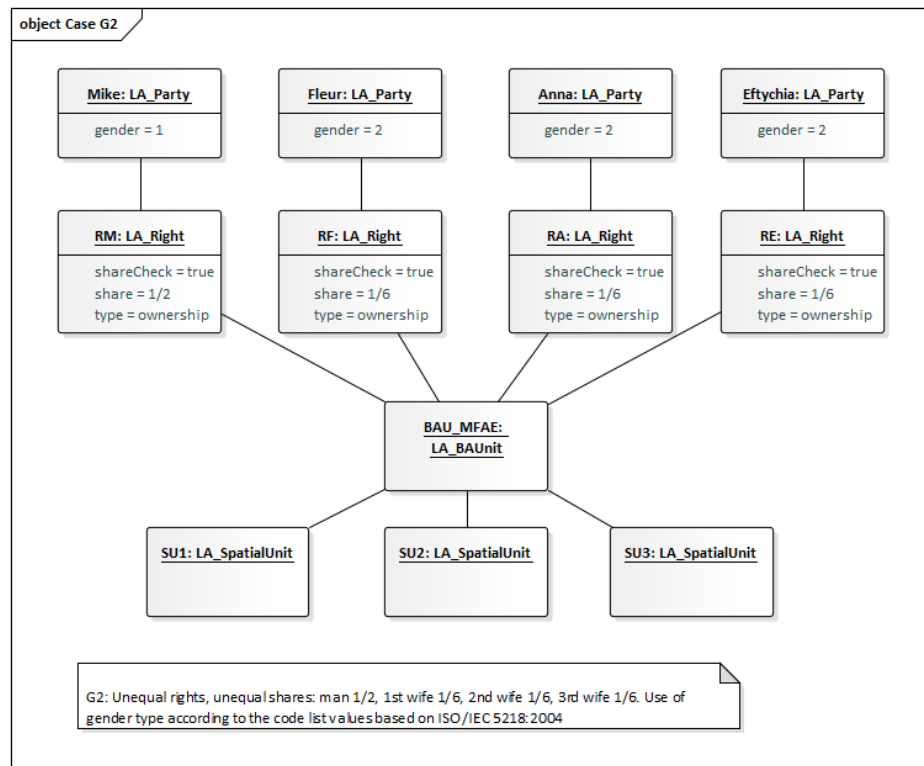 object Case G2
Mike: LA_Party
gender = 1
Fleur: LA_Party
gender = 2
Anna: LA_Party
gender = 2
Eftychia: LA_Party
gender = 2
RM: LA_Right
shareCheck = true
share = 1/2
type = ownership
RF: LA_Right
shareCheck = true
share = 1/6
type = ownership
RA: LA_Right
shareCheck = true
share = 1/6
type = ownership
RE: LA_Right
shareCheck = true
share = 1/6
type = ownership
BAU_MFAE:
LA_BAUnit
SU1: LA_SpatialUnit
SU2: LA_SpatialUnit
SU3: LA_SpatialUnit
G2: Unequal rights, unequal shares: man 1/2, 1st wife 1/6, 2nd wife 1/6, 3rd wife 1/6. Use of
gender type according to the code list values based on ISO/IEC 5218:2004